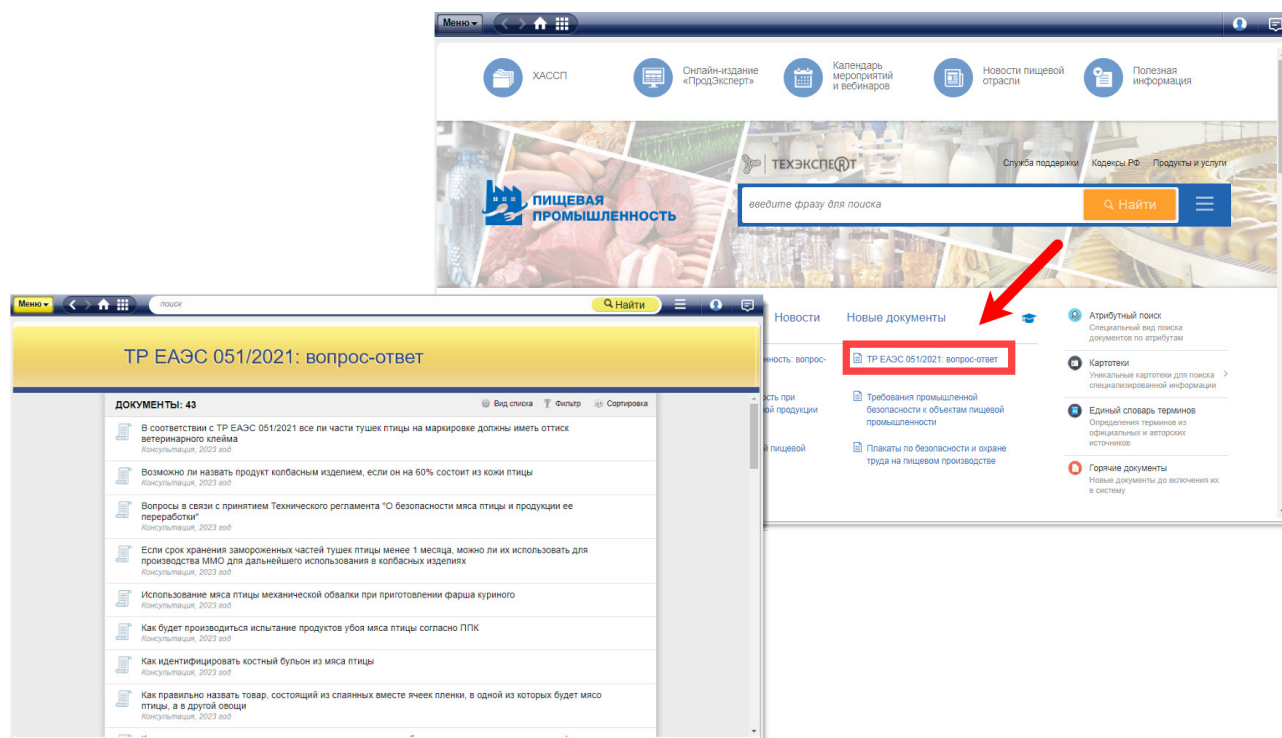 Меню
ХАССП
Онлайн-издание
«ПродЭксперт»
Календарь
мероприятий
и вебинаров
Новости пищевой
отрасли
Полезная
информация
ТЕХЭКСПЕРТ
Служба поддержки Кодексы РФ Продукты и услуги
ПИЩЕВАЯ
ПРОМЫШЛЕННОСТЬ
введите фразу для поиска
Найти
Новости
Новые документы
ность: вопрос-
ость при
ой продукции
й пищевой
ТР ЕАЭС 051/2021: вопрос-ответ
Требования промышленной
безопасности к объектам пищевой
промышленности
Плакаты по безопасности и охране
труда на пищевом производстве
Атрибутный поиск
Специальный вид поиска
документов по атрибутам
Картотеки
Уникальные картотеки для поиска
специализированной информации
Единый словарь терминов
Определения терминов из
официальных и авторских
источников
Горячие документы
Новые документы до включения их
в систему
Меню
поиск
Найти
ТР ЕАЭС 051/2021: вопрос-ответ
ДОКУМЕНТЫ: 43
Вид списка Фильтр Сортировка
В соответствии с ТР ЕАЭС 051/2021 все ли части тушек птицы на маркировке должны иметь оттиск
ветеринарного клейма
Консультация, 2023 год
Возможно ли назвать продукт колбасным изделием, если он на 60% состоит из кожи птицы
Консультация, 2023 год
Вопросы в связи с принятием Технического регламента "О безопасности мяса птицы и продукции ее
переработки"
Консультация, 2023 год
Если срок хранения замороженных частей тушек птицы менее 1 месяца, можно ли их использовать для
производства ММО для дальнейшего использования в колбасных изделиях
Консультация, 2023 год
Использование мяса птицы механической обвалки при приготовлении фарша куриного
Консультация, 2023 год
Как будет производиться испытание продуктов убоя мяса птицы согласно ППК
Консультация, 2023 год
Как идентифицировать костный бульон из мяса птицы
Консультация, 2023 год
Как правильно назвать товар, состоящий из спаянных вместе ячеек пленки, в одной из которых будет мясо
птицы, а в другой овощи
Консультация, 2023 год